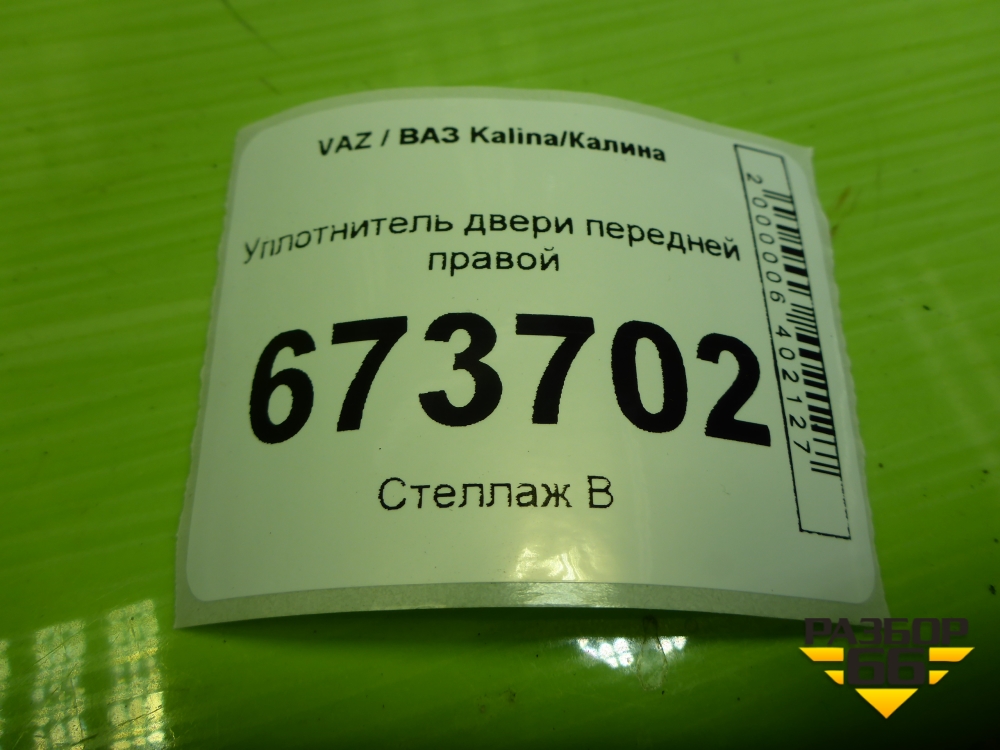 VAZ / ВАЗ Kalina/Калина
Уплотнитель двери передней
правой
673702
Стеллаж В
2000006402127
РАЗБОР
66